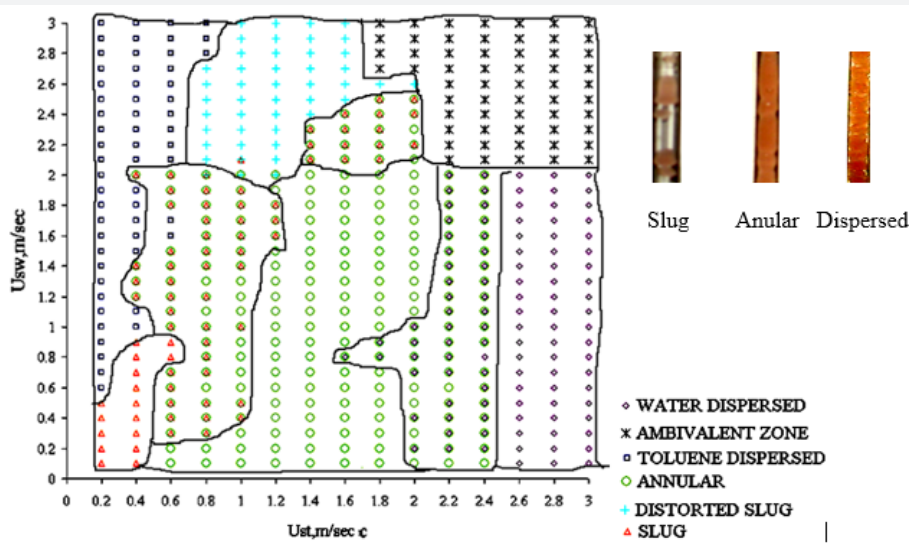 3
2.8
2.6
2.4
2.2
2
1.8
1.6
1.4
1.2
1
0.8
0.6
0.4
0.2
0
Usw,m/sec
0 0.2 0.4 0.6 0.8 1 1.2 1.4 1.6 1.8 2 2.2 2.4 2.6 2.8 3
Ust,m/sec c
Slug Anular Dispersed
WATER DISPERSED
AMBIVALENT ZONE
TOLUENE DISPERSED
ANNULAR
DISTORTED SLUG
SLUG